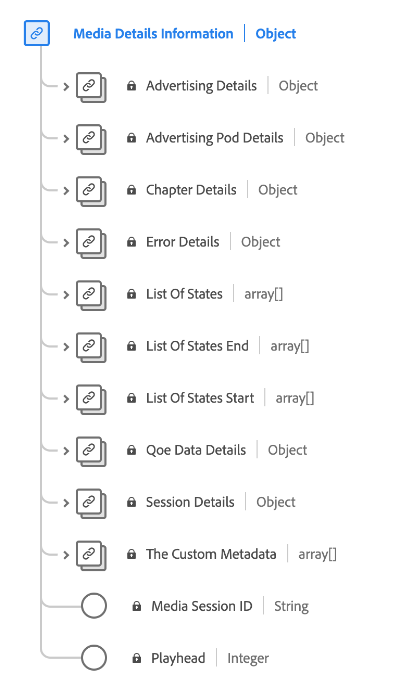 Media Details Information | Object
Advertising Details | Object
Advertising Pod Details | Object
Chapter Details | Object
Error Details | Object
List Of States | array[]
List Of States End | array[]
List Of States Start | array[]
Qoe Data Details | Object
Session Details | Object
The Custom Metadata | array[]
Media Session ID | String
Playhead | Integer